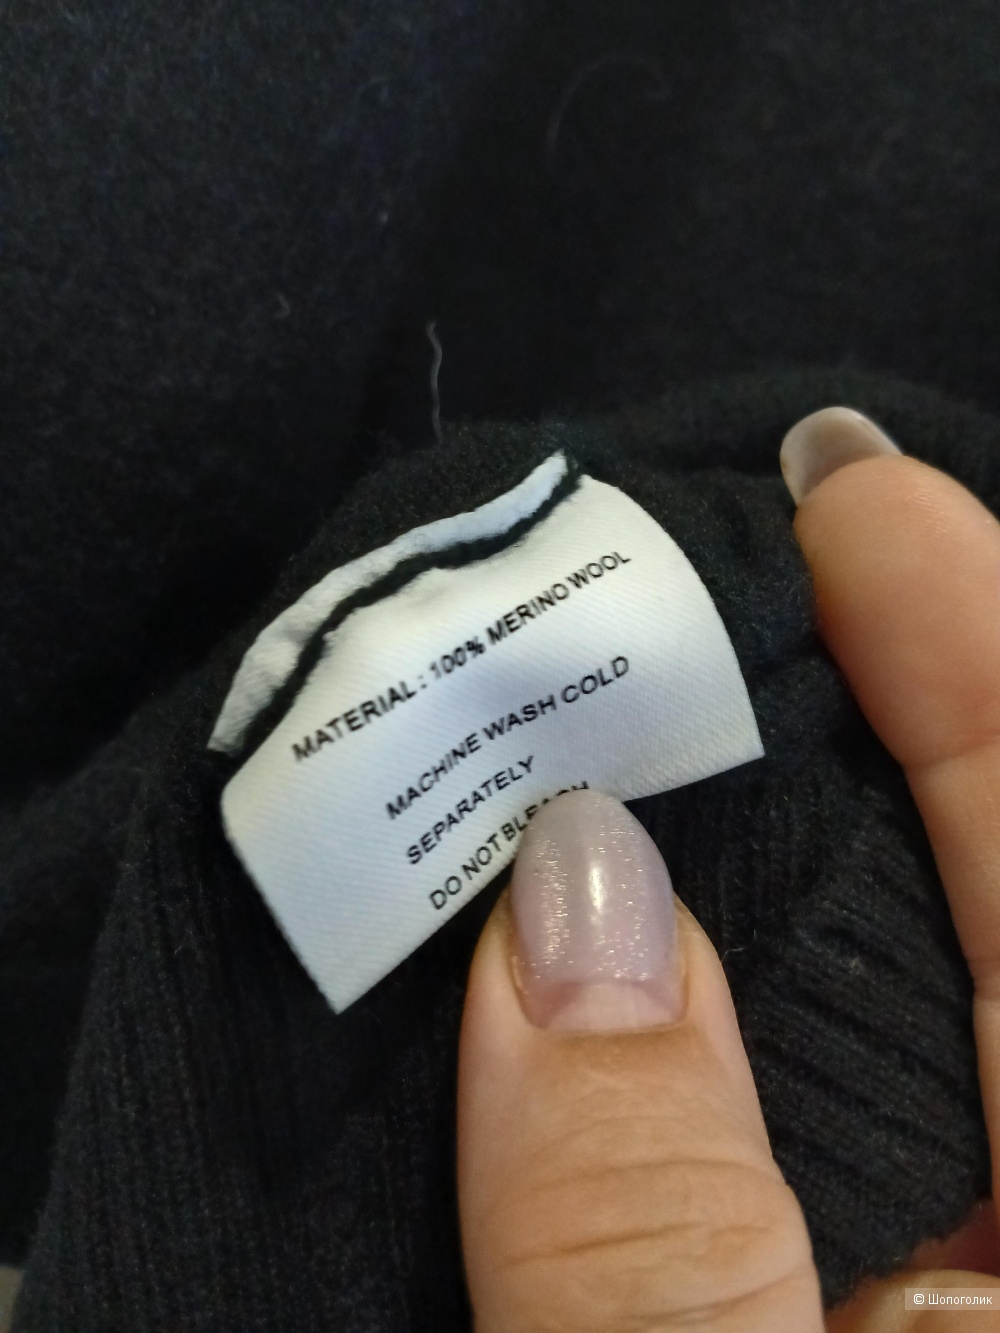 MATERIAL : 100% MERINO WOOL
MACHINE WASH COLD
SEPARATELY
DO NOT BLEACH
© Шопоголик